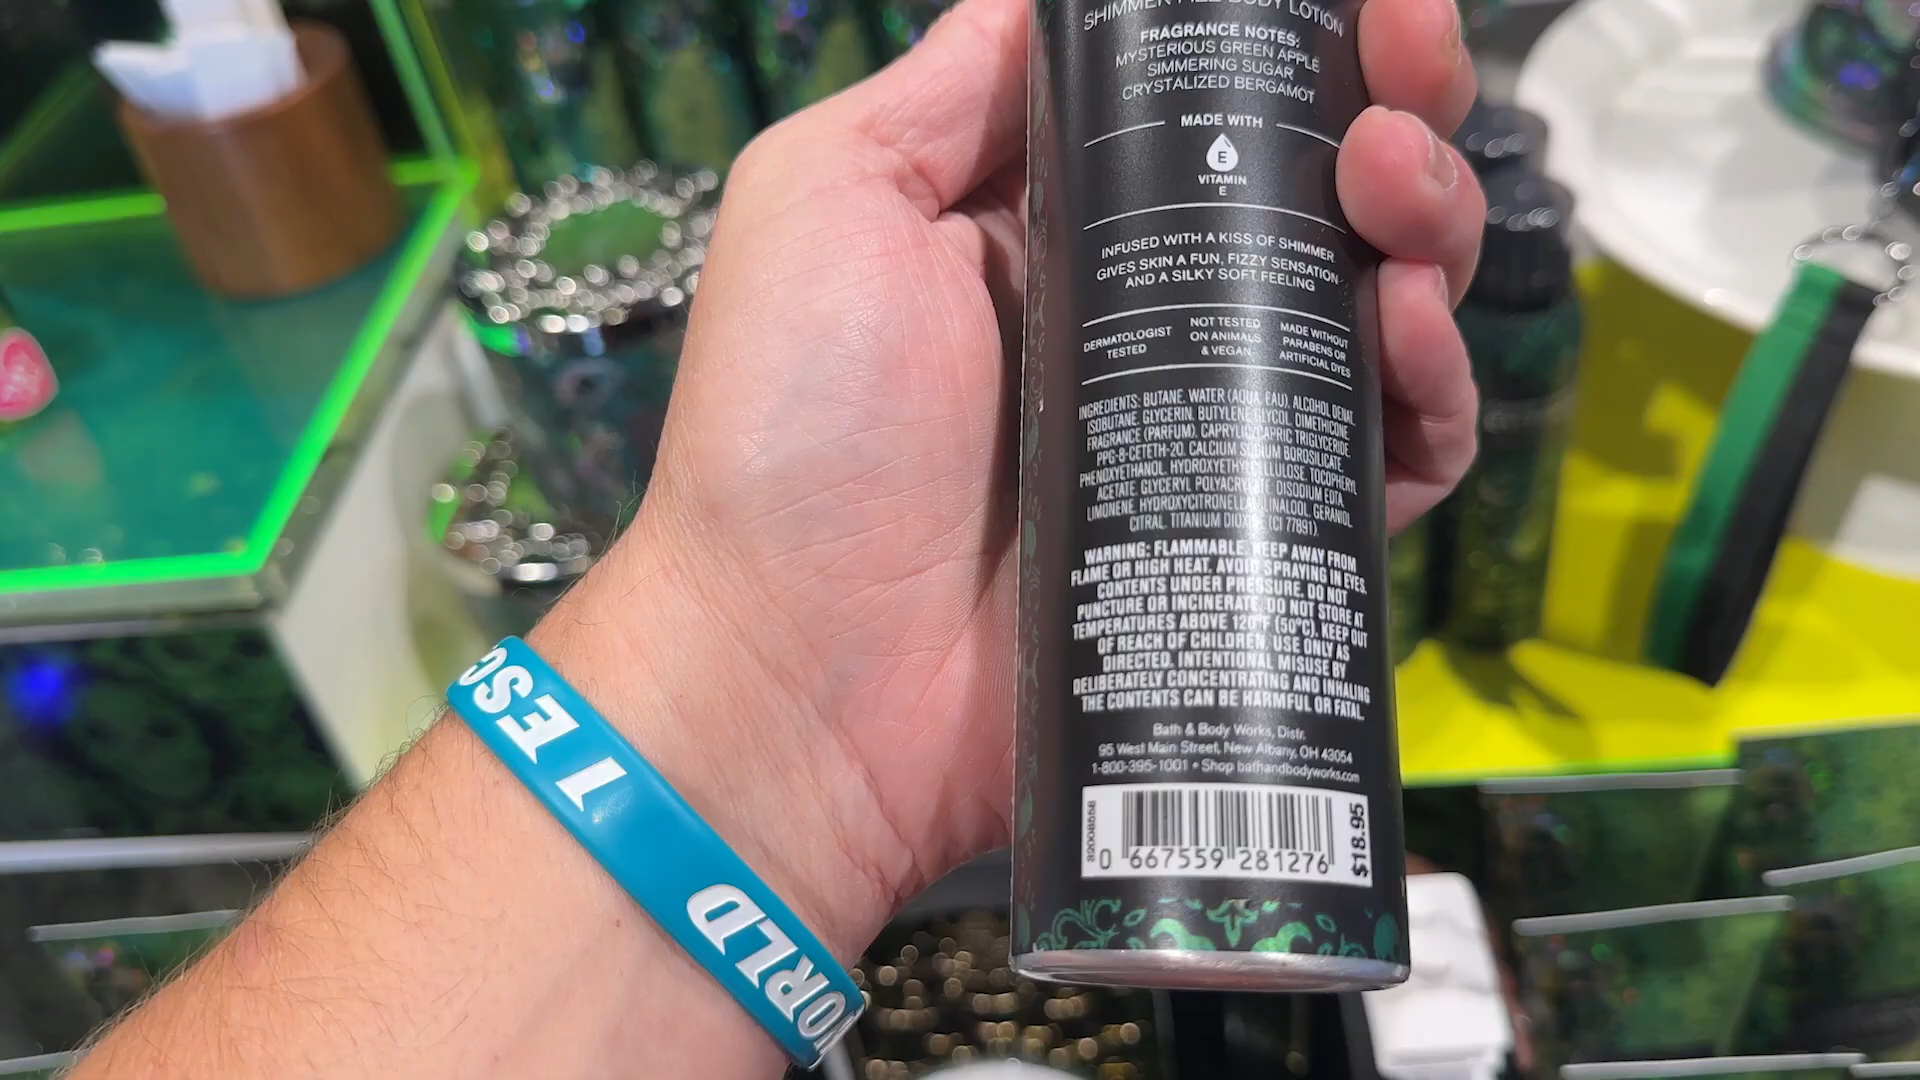 SHIMMER FIZZ BODY LOTION
FRAGRANCE NOTES:
MYSTERIOUS GREEN APPLE
SIMMERING SUGAR
CRYSTALIZED BERGAMOT
MADE WITH
E
VITAMIN
E
INFUSED WITH A KISS OF SHIMMER
GIVES SKIN A FUN, FIZZY SENSATION
AND A SILKY SOFT FEELING
DERMATOLOGIST
TESTED
NOT TESTED
ON ANIMALS
& VEGAN
MADE WITHOUT
PARABENS OR
ARTIFICIAL DYES
INGREDIENTS: BUTANE, WATER (AQUA, EAU), ALCOHOL DENAT.,
ISOBUTANE, GLYCERIN, BUTYLENE GLYCOL, DIMETHICONE,
FRAGRANCE (PARFUM), CAPRYLIC/CAPRIC TRIGLYCERIDE,
PPG-8-CETETH-20, CALCIUM SODIUM BOROSILICATE,
PHENOXYETHANOL, HYDROXYETHYLCELLULOSE, TOCOPHERYL
ACETATE, GLYCERYL POLYACRYLATE, DISODIUM EDTA,
LIMONENE, HYDROXYCITRONELLAL, LINALOOL, GERANIOL,
CITRAL, TITANIUM DIOXIDE (CI 77891).
WARNING: FLAMMABLE. KEEP AWAY FROM
FLAME OR HIGH HEAT. AVOID SPRAYING IN EYES.
CONTENTS UNDER PRESSURE. DO NOT
PUNCTURE OR INCINERATE. DO NOT STORE AT
TEMPERATURES ABOVE 120°F (50°C). KEEP OUT
OF REACH OF CHILDREN. USE ONLY AS
DIRECTED. INTENTIONAL MISUSE BY
DELIBERATELY CONCENTRATING AND INHALING
THE CONTENTS CAN BE HARMFUL OR FATAL.
Bath & Body Works, Distr.
95 West Main Street, New Albany, OH 43054
1-800-395-1001 • Shop bathandbodyworks.com
0 667559 281276
$18.95
I ESC
ORLD